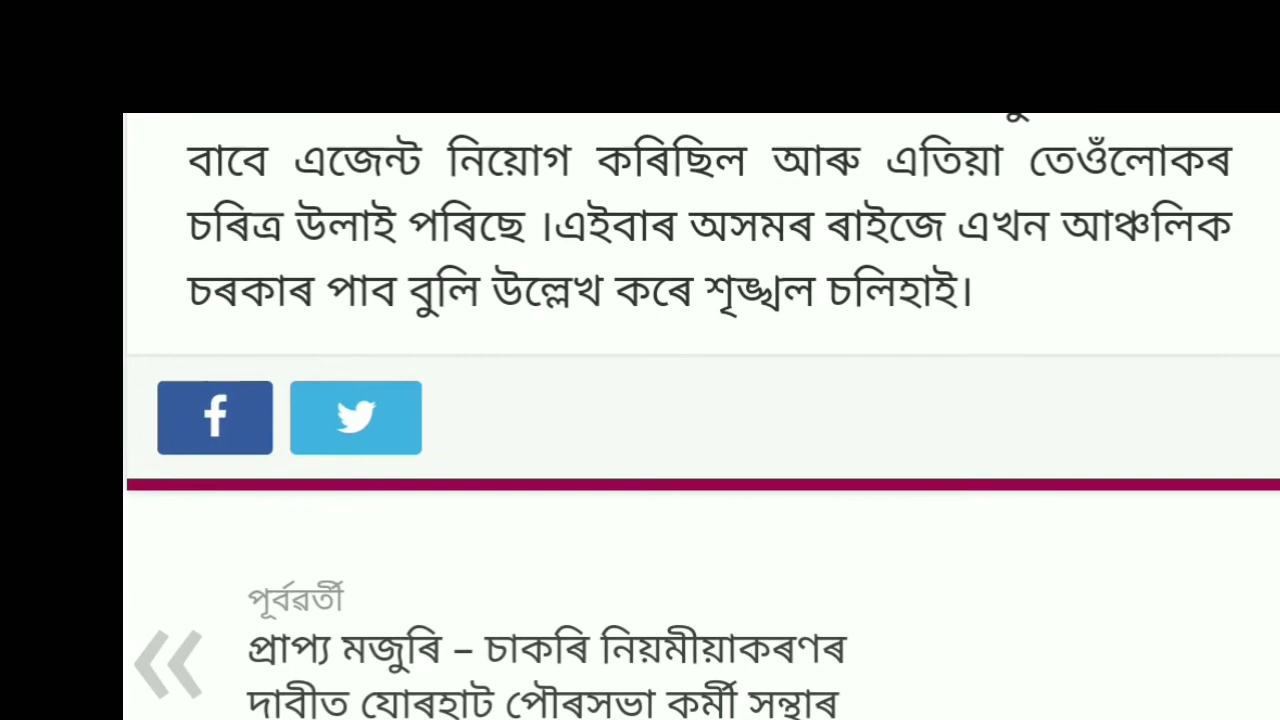 বাবে এজেন্ট নিয়োগ কৰিছিল আৰু এতিয়া তেওঁলোকৰ
চৰিত্ৰ উলাই পৰিছে ।এইবাৰ অসমৰ ৰাইজে এখন আঞ্চলিক
চৰকাৰ পাব বুলি উল্লেখ কৰে শৃঙ্খল চলিহাই।
পূৰ্বৱৰ্তী
প্ৰাপ্য মজুৰি – চাকৰি নিয়মীয়াকৰণৰ
দাবীত যোৰহাট পৌৰসভা কৰ্মী সন্থাৰ